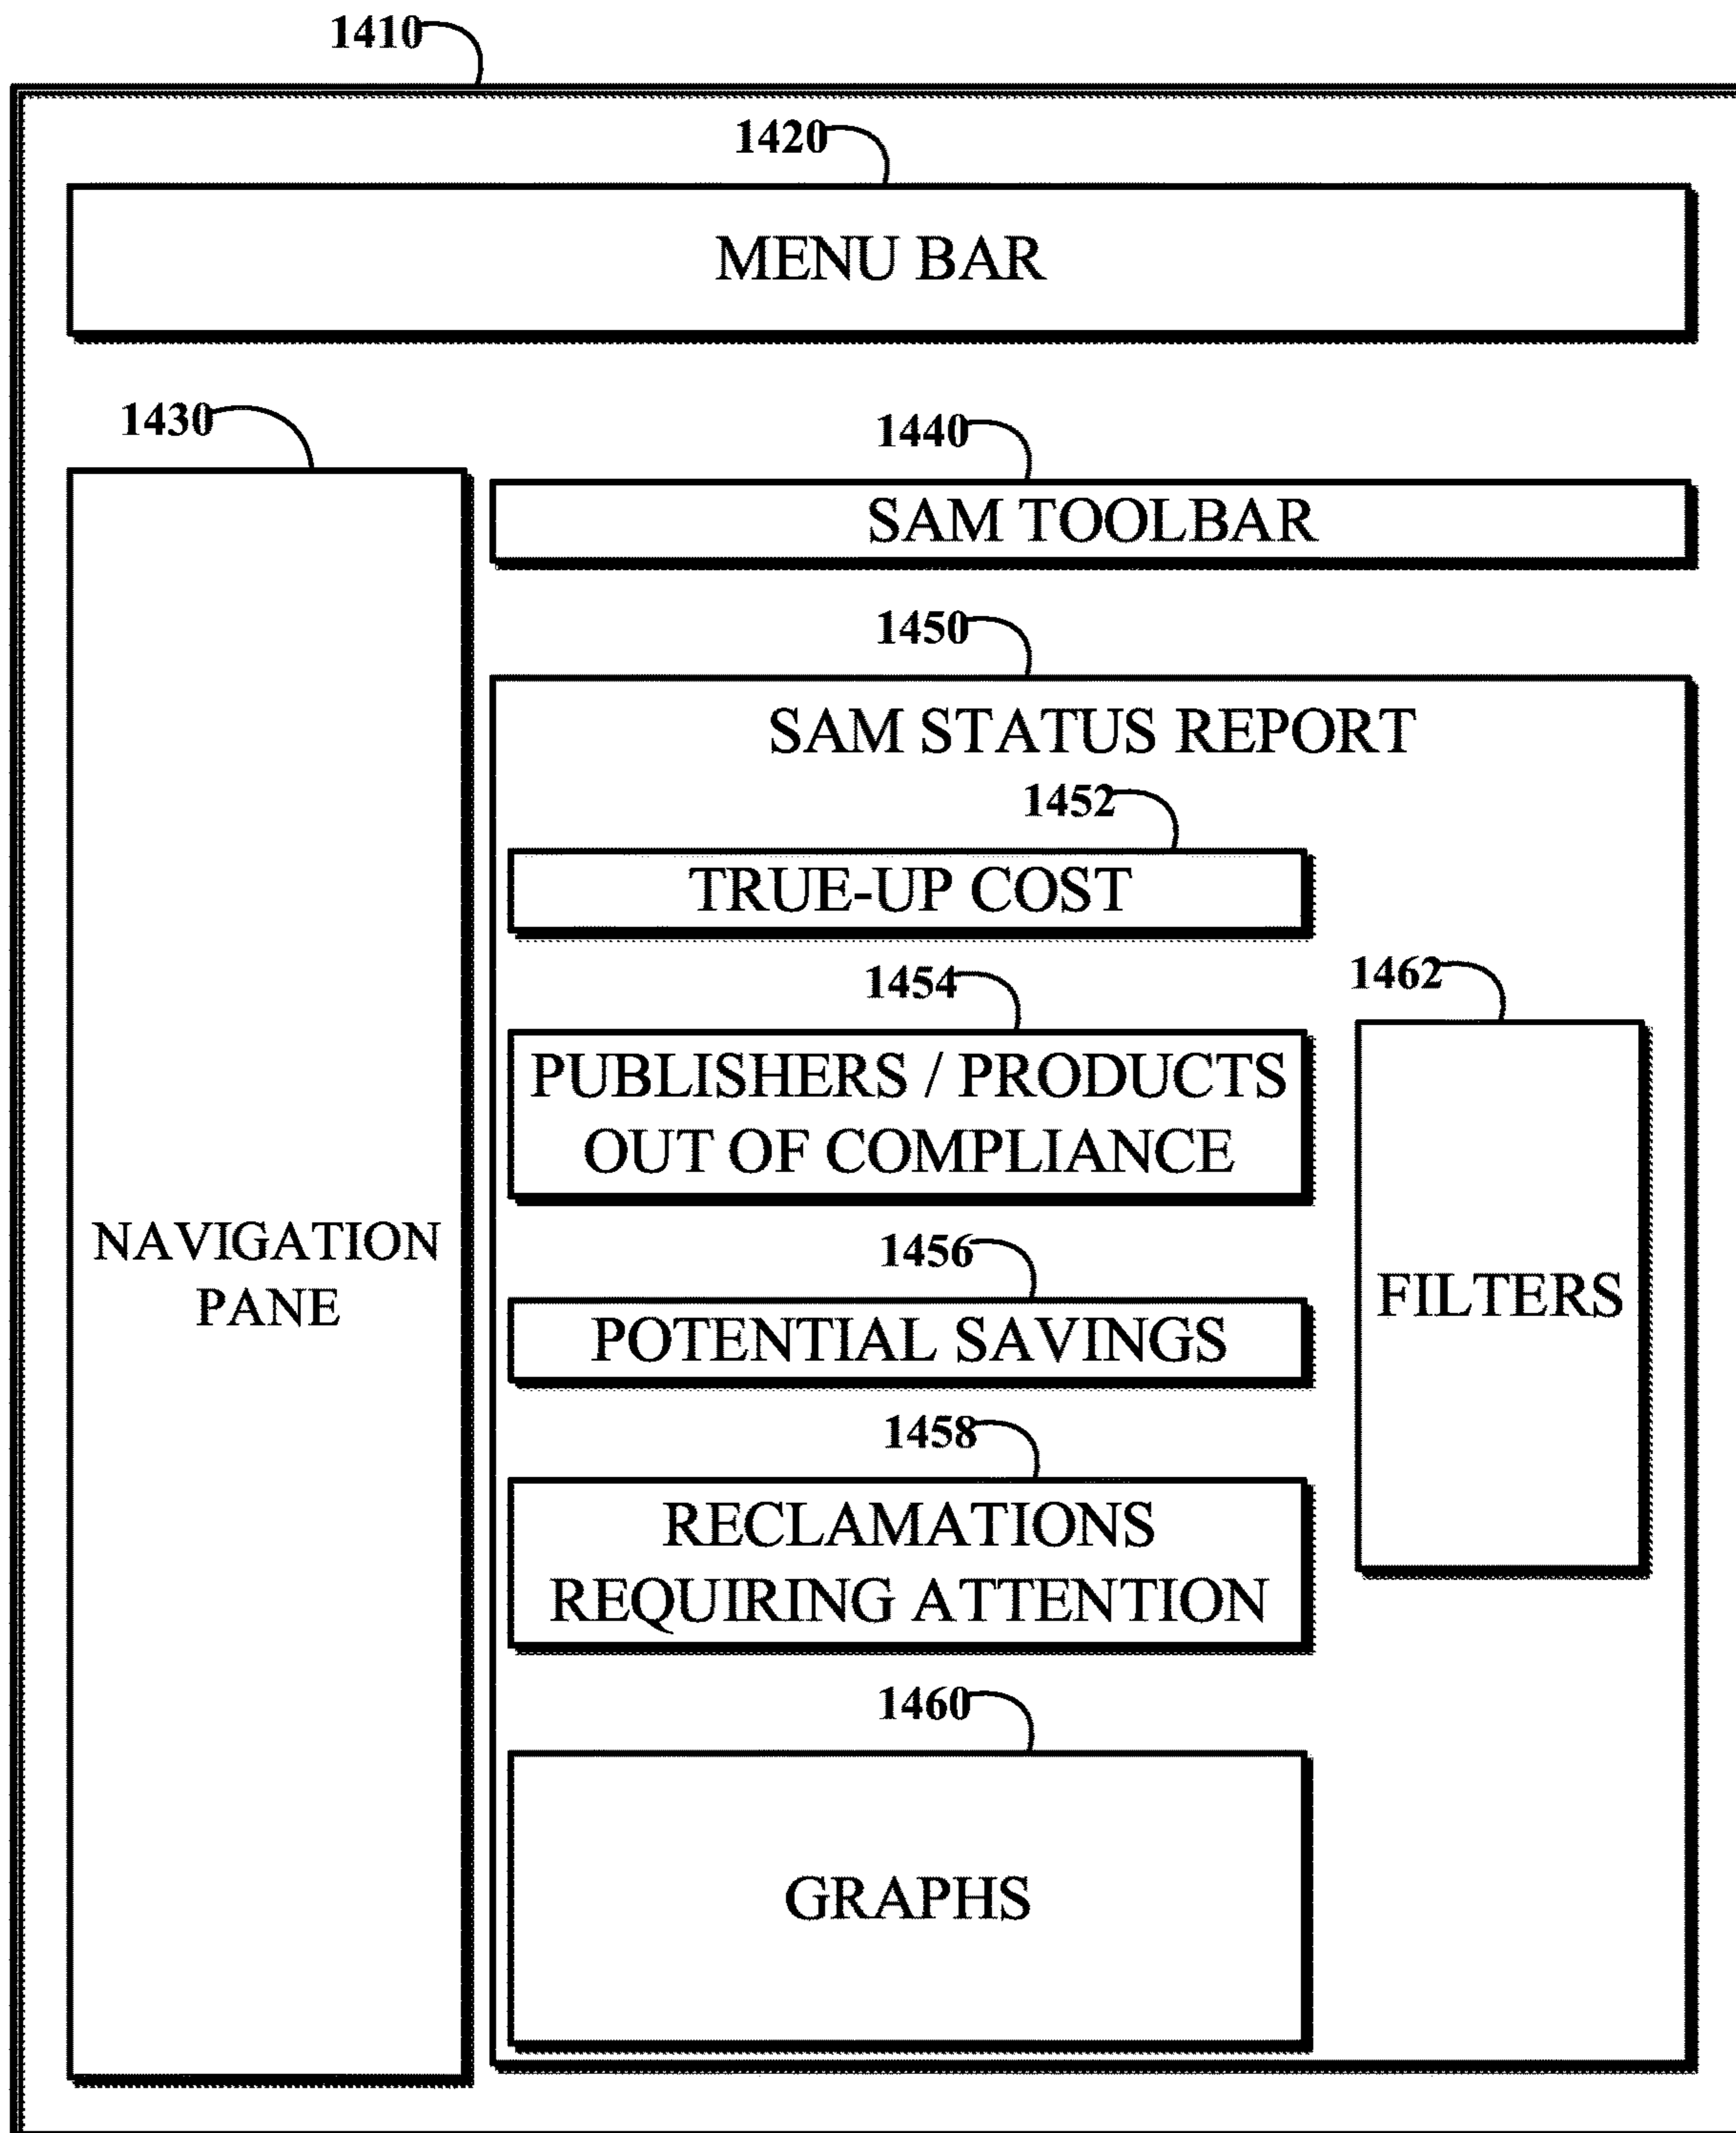 1410
1420
MENU BAR
1430
1440
SAM TOOLBAR
1450
SAM STATUS REPORT
1452
TRUE-UP COST
1454
1462
PUBLISHERS / PRODUCTS
OUT OF COMPLIANCE
NAVIGATION
PANE
1456
FILTERS
POTENTIAL SAVINGS
1458
RECLAMATIONS
REQUIRING ATTENTION
1460
GRAPHS